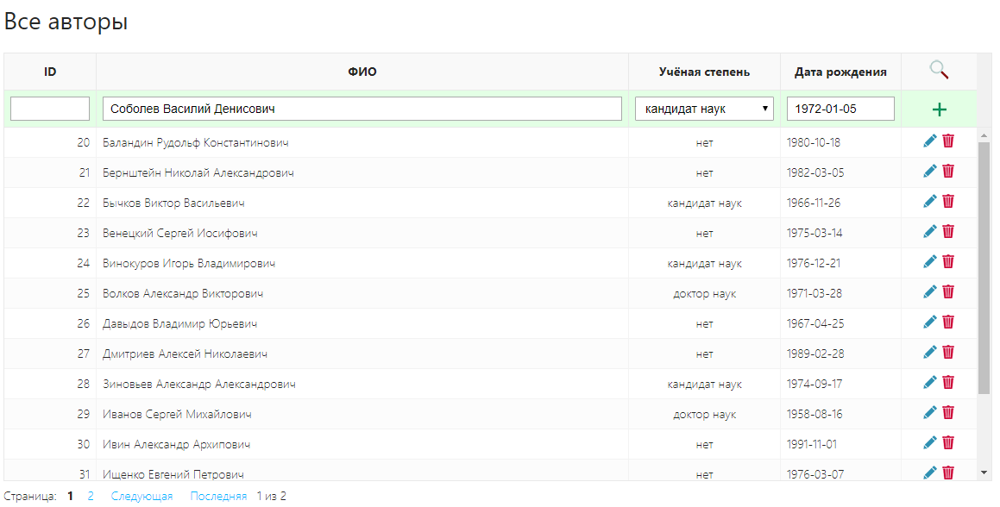 Все авторы
ID ФИО Учёная степень Дата рождения
Соболев Василий Денисович кандидат наук 1972-01-05
20 Баландин Рудольф Константинович нет 1980-10-18
21 Бернштейн Николай Александрович нет 1982-03-05
22 Бычков Виктор Васильевич кандидат наук 1966-11-26
23 Венецкий Сергей Иосифович нет 1975-03-14
24 Винокуров Игорь Владимирович кандидат наук 1976-12-21
25 Волков Александр Викторович доктор наук 1971-03-28
26 Давыдов Владимир Юрьевич нет 1967-04-25
27 Дмитриев Алексей Николаевич нет 1989-02-28
28 Зиновьев Александр Александрович кандидат наук 1974-09-17
29 Иванов Сергей Михайлович доктор наук 1958-08-16
30 Ивин Александр Архипович нет 1991-11-01
31 Ищенко Евгений Петрович нет 1976-03-07
Страница: 1 2 Следующая Последняя 1 из 2